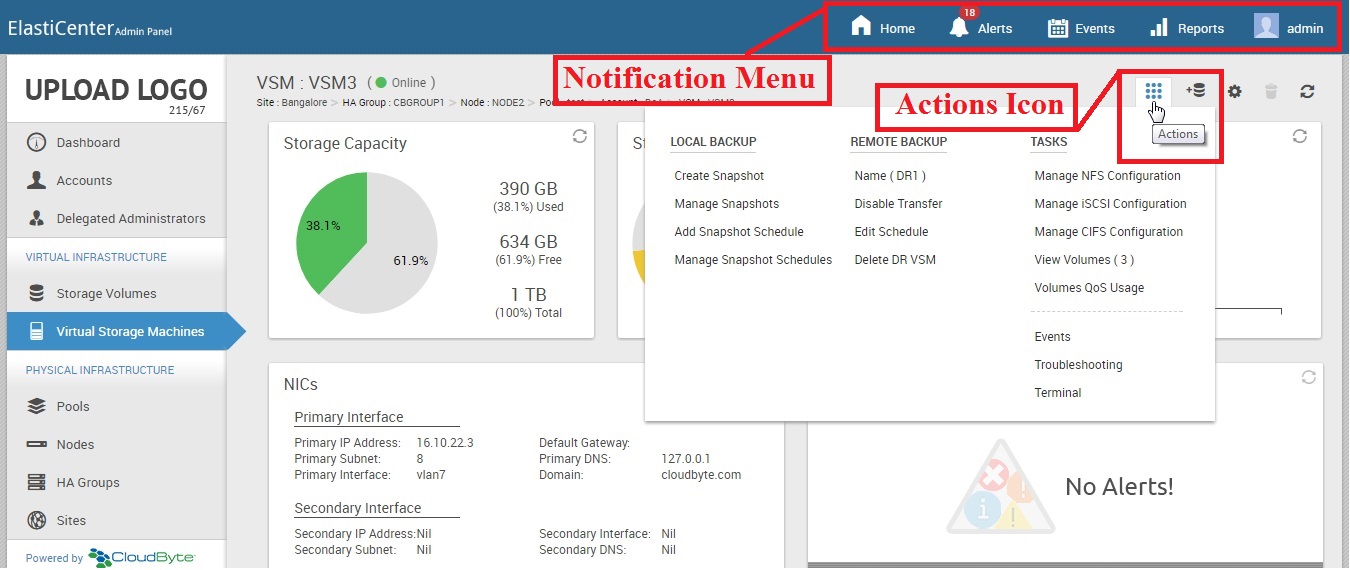 ElastiCenter Admin Panel
Home
18
Alerts
Events
Reports
admin
Notification Menu
Actions Icon
UPLOAD LOGO
215/67
Dashboard
Accounts
Delegated Administrators
VIRTUAL INFRASTRUCTURE
Storage Volumes
Virtual Storage Machines
PHYSICAL INFRASTRUCTURE
Pools
Nodes
HA Groups
Sites
Powered by CloudByte
VSM : VSM3 ( Online )
Site : Bangalore > HA Group : CBGROUP1 > Node : NODE2 >
Actions
Storage Capacity
38.1%
61.9%
390 GB
(38.1%) Used
634 GB
(61.9%) Free
1 TB
(100%) Total
LOCAL BACKUP
Create Snapshot
Manage Snapshots
Add Snapshot Schedule
Manage Snapshot Schedules
REMOTE BACKUP
Name ( DR1 )
Disable Transfer
Edit Schedule
Delete DR VSM
TASKS
Manage NFS Configuration
Manage iSCSI Configuration
Manage CIFS Configuration
View Volumes ( 3 )
Volumes QoS Usage
Events
Troubleshooting
Terminal
NICs
Primary Interface
Primary IP Address: 16.10.22.3 Default Gateway:
Primary Subnet: 8 Primary DNS: 127.0.0.1
Primary Interface: vlan7 Domain: cloudbyte.com
Secondary Interface
Secondary IP Address:Nil Secondary Interface: Nil
Secondary Subnet: Nil Secondary DNS: Nil
No Alerts!